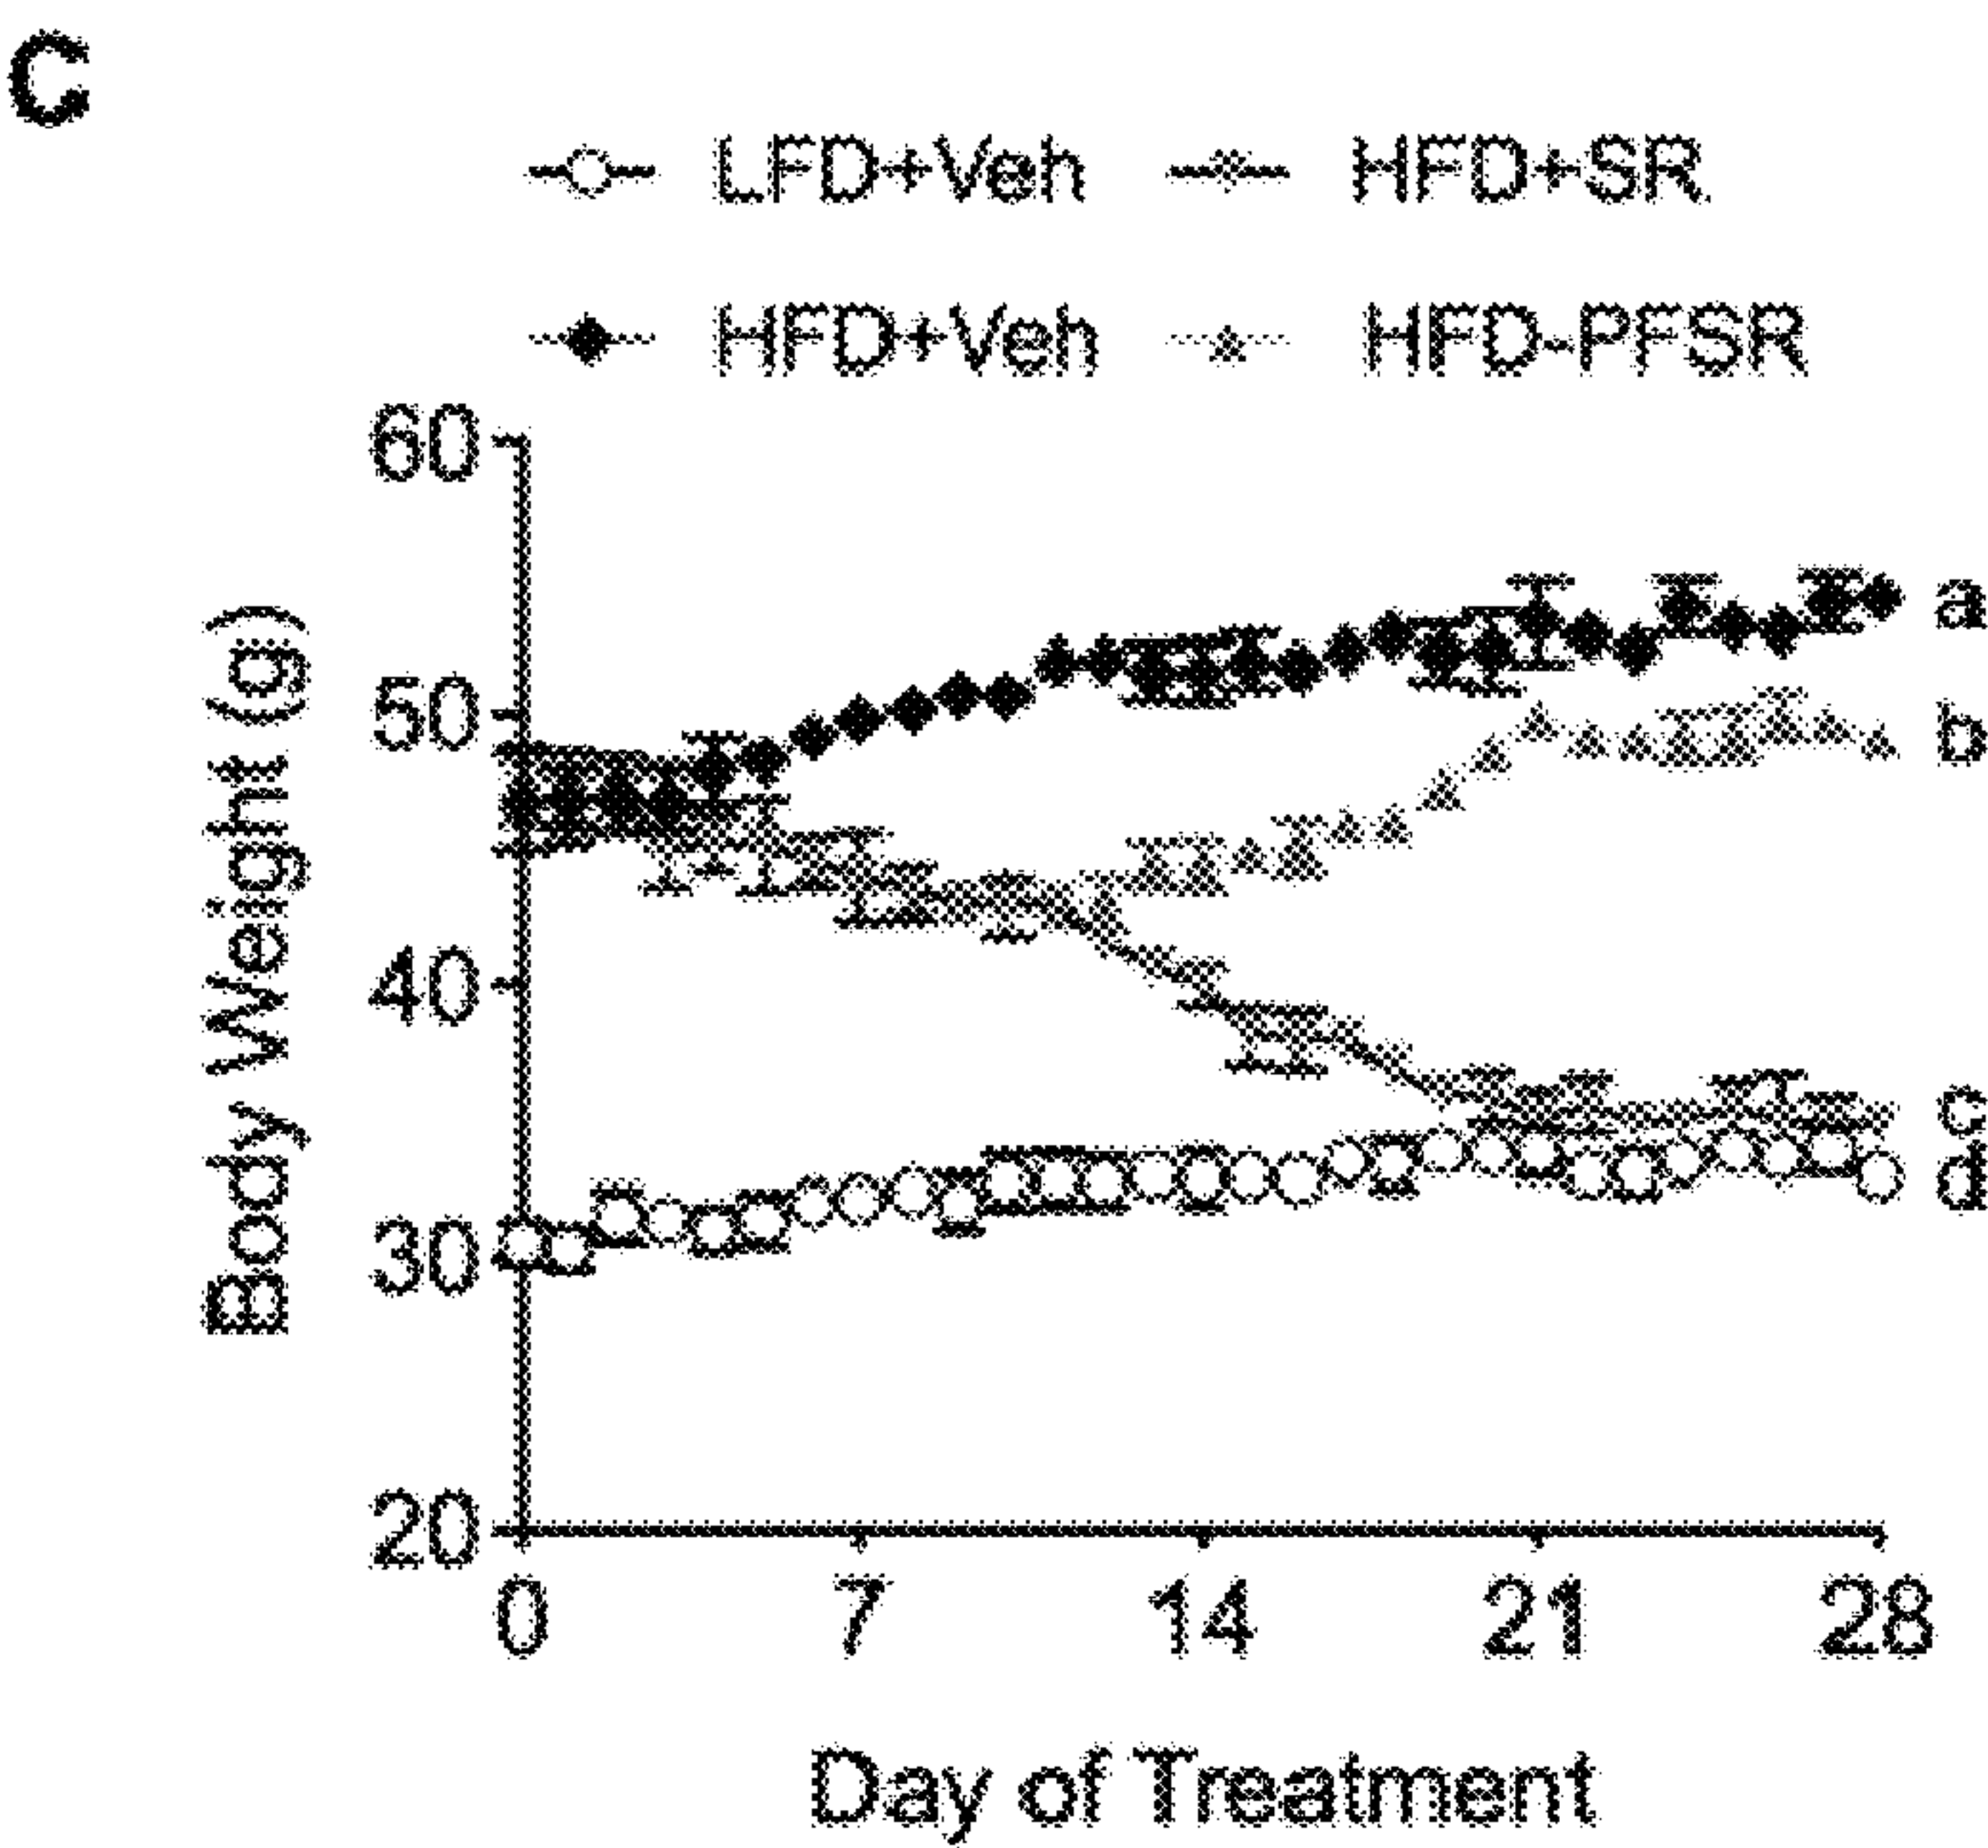 C
LFD+Veh HFD+SR
HFD+Veh HFD-PFSR
60
50
40
30
20
Body Weight (g)
a
b
c
d
0 7 14 21 28
Day of Treatment